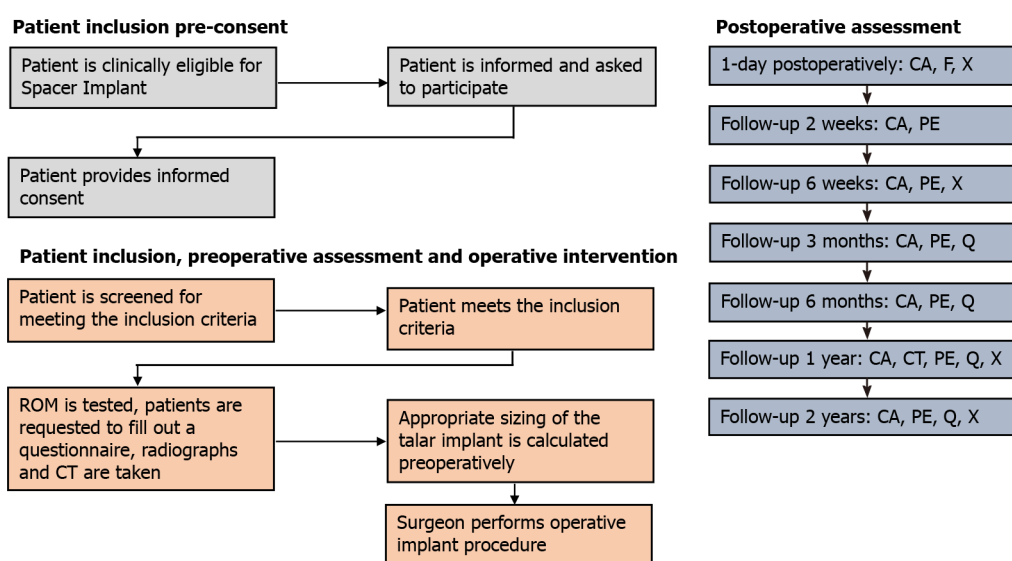 Patient inclusion pre-consent
Patient is clinically eligible for
Spacer Implant
Patient is informed and asked
to participate
Patient provides informed
consent
Patient inclusion, preoperative assessment and operative intervention
Patient is screened for
meeting the inclusion criteria
Patient meets the inclusion
criteria
ROM is tested, patients are
requested to fill out a
questionnaire, radiographs
and CT are taken
Appropriate sizing of the
talar implant is calculated
preoperatively
Surgeon performs operative
implant procedure
Postoperative assessment
1-day postoperatively: CA, F, X
Follow-up 2 weeks: CA, PE
Follow-up 6 weeks: CA, PE, X
Follow-up 3 months: CA, PE, Q
Follow-up 6 months: CA, PE, Q
Follow-up 1 year: CA, CT, PE, Q, X
Follow-up 2 years: CA, PE, Q, X